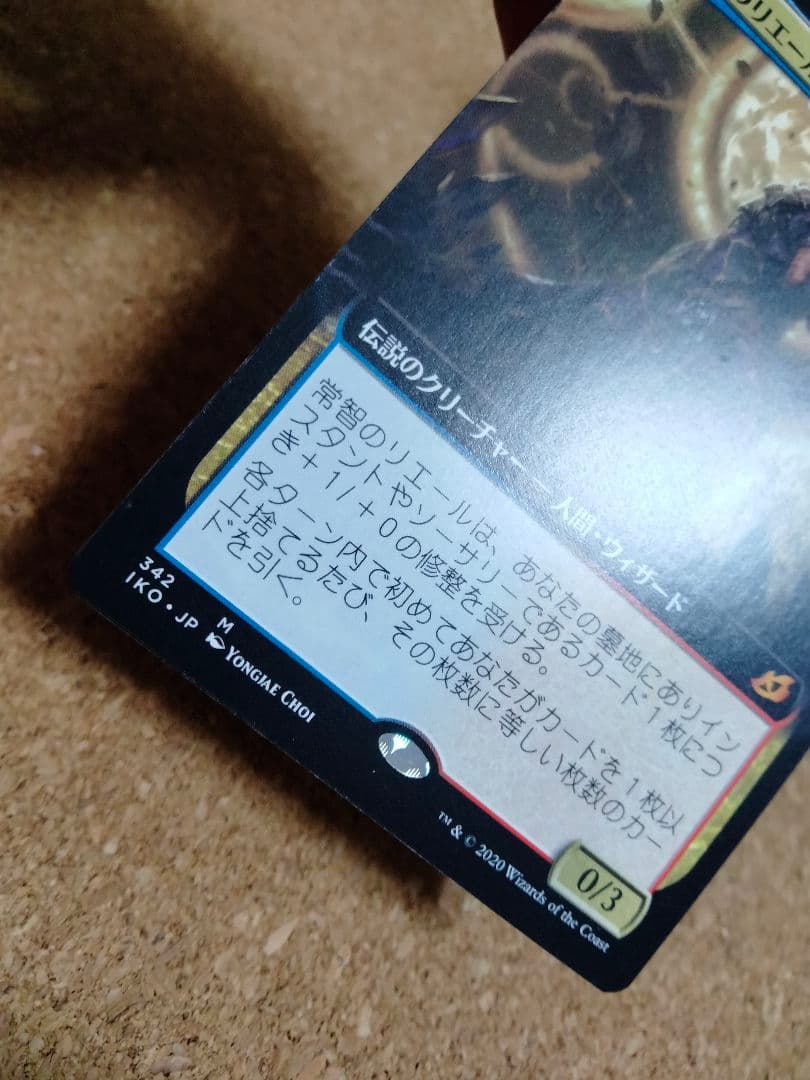 リエール
伝説のクリーチャー ― 人間・ウィザード
常智のリエールは、あなたの墓地にありイン
スタントやソーサリーであるカード1枚につ
き+1/+0の修整を受ける。
各ターン内で初めてあなたがカードを1枚以
上捨てるたび、その枚数に等しい枚数のカー
ドを引く。
0/3
342 M
IKO・JP YONGJAE CHOI
™ & © 2020 Wizards of the Coast